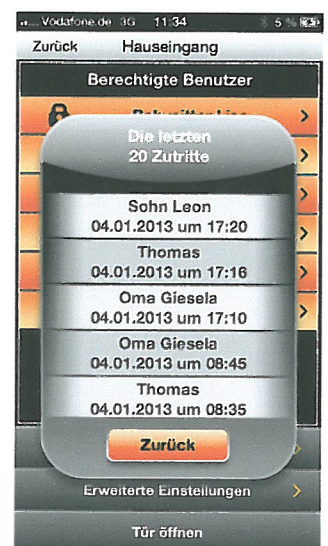 Vodafone.de 3G 11:34 5 %
Zurück Hauseingang
Berechtigte Benutzer
Babysitter Lisa
Die letzten
20 Zutritte
Sohn Leon
04.01.2013 um 17:20
Thomas
04.01.2013 um 17:16
Oma Giesela
04.01.2013 um 17:10
Oma Giesela
04.01.2013 um 08:45
Thomas
04.01.2013 um 08:35
Zurück
Erweiterte Einstellungen
Tür öffnen